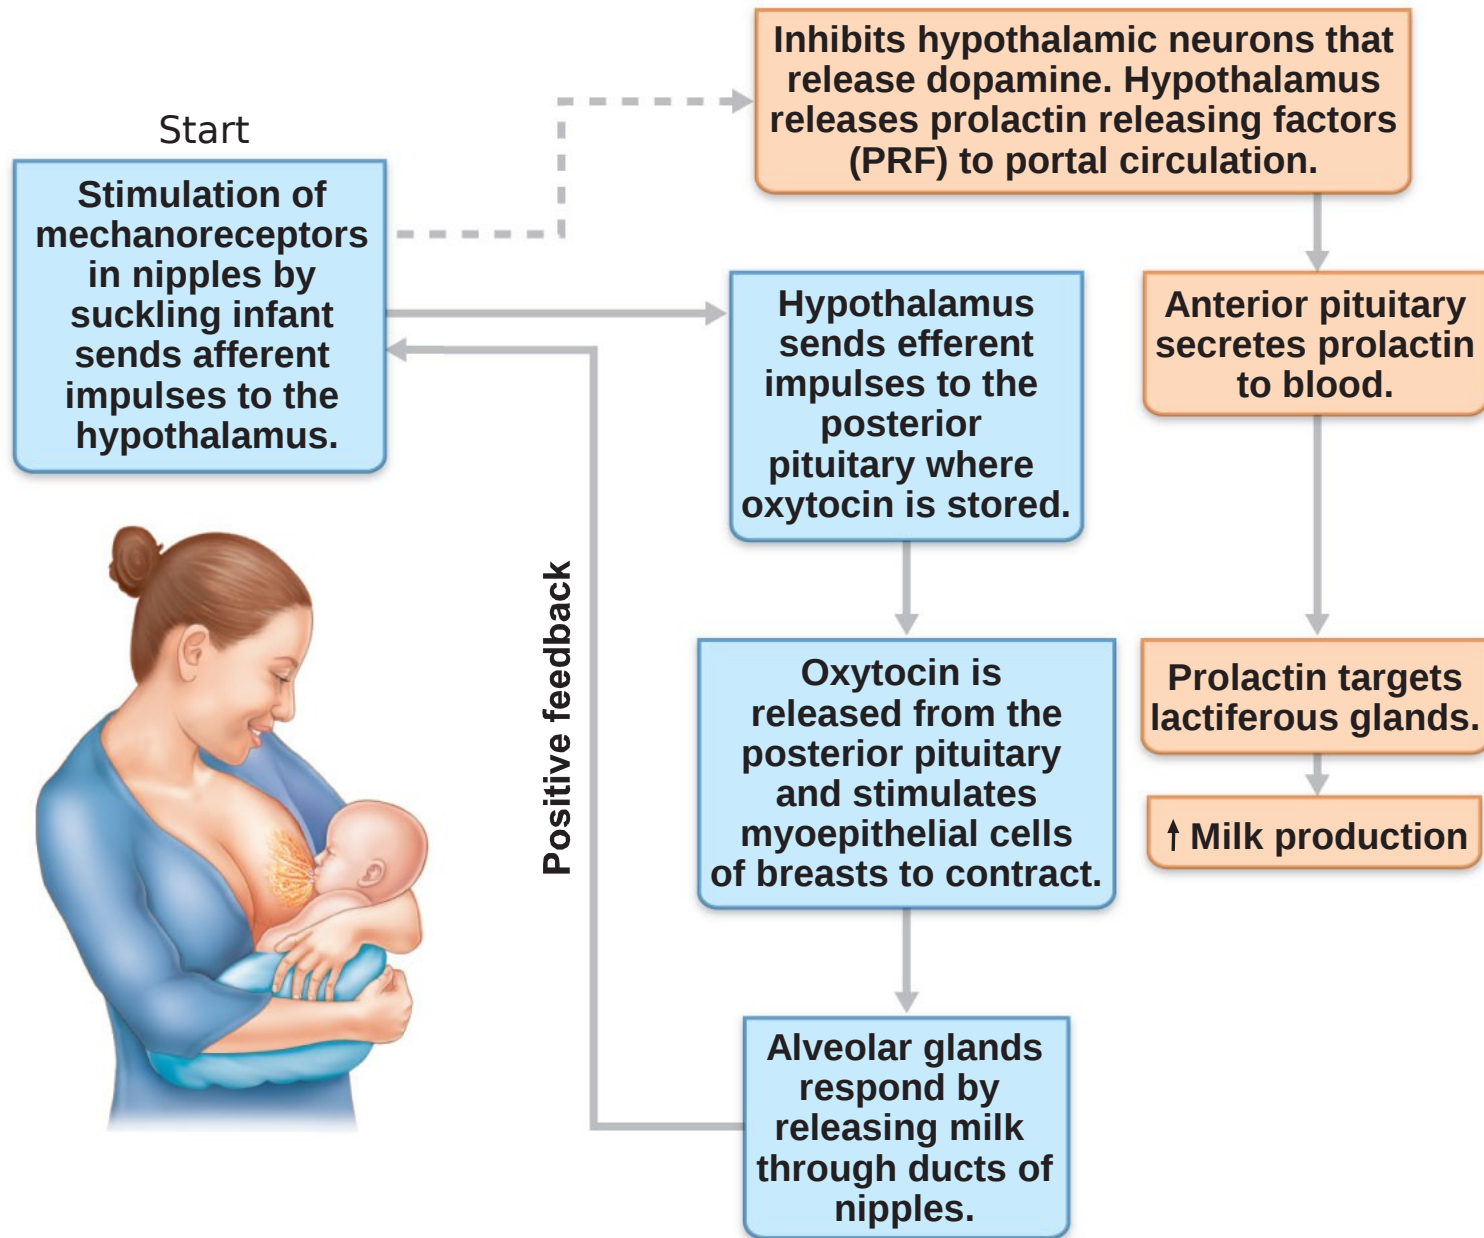 Start
Stimulation of
mechanoreceptors
in nipples by
suckling infant
sends afferent
impulses to the
hypothalamus.
Inhibits hypothalamic neurons that
release dopamine. Hypothalamus
releases prolactin releasing factors
(PRF) to portal circulation.
Hypothalamus
sends efferent
impulses to the
posterior
pituitary where
oxytocin is stored.
Anterior pituitary
secretes prolactin
to blood.
Positive feedback
Oxytocin is
released from the
posterior pituitary
and stimulates
myoepithelial cells
of breasts to contract.
Prolactin targets
lactiferous glands.
↑ Milk production
Alveolar glands
respond by
releasing milk
through ducts of
nipples.